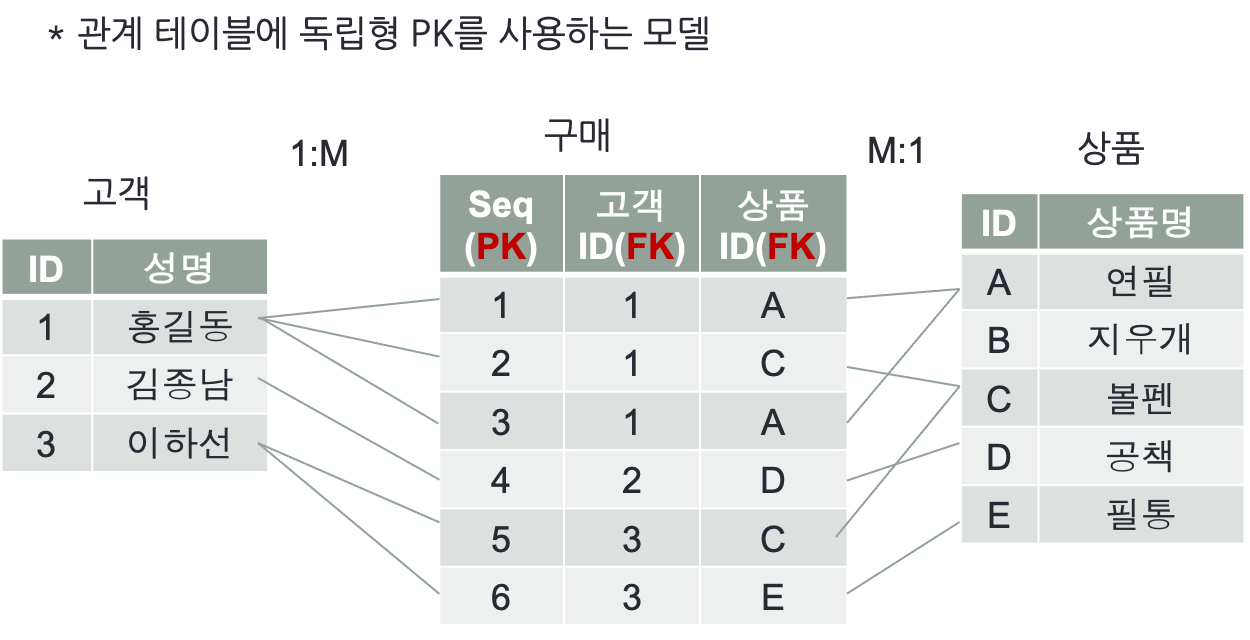 * 관계 테이블에 독립형 PK를 사용하는 모델
고객
ID 성명
1 홍길동
2 김종남
3 이하선
1:M
구매
Seq (PK) 고객 ID(FK) 상품 ID(FK)
1 1 A
2 1 C
3 1 A
4 2 D
5 3 C
6 3 E
M:1
상품
ID 상품명
A 연필
B 지우개
C 볼펜
D 공책
E 필통